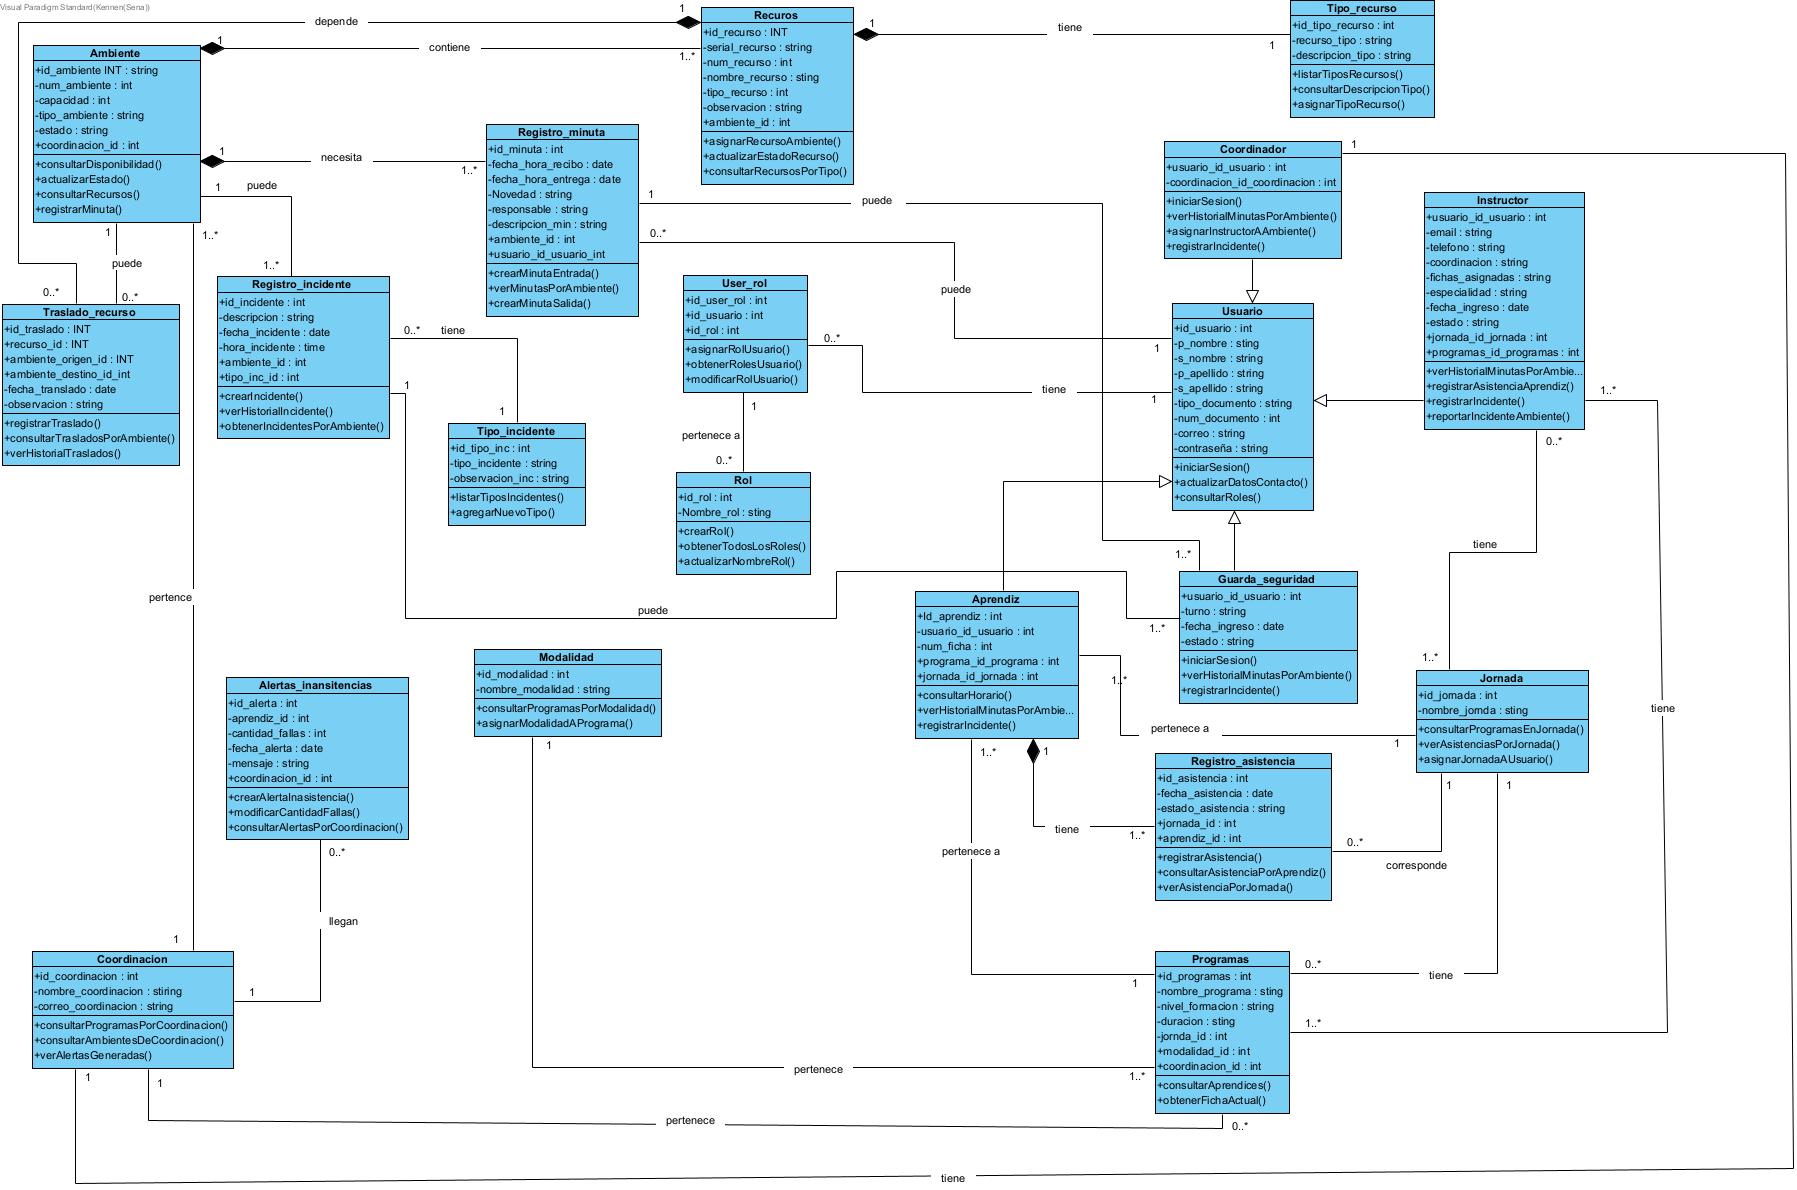 Visual Paradigm Standard(Kennen(Sena))
depende
1
Recuros
+id_recurso : INT
-serial_recurso : string
-num_recurso : int
-nombre_recurso : sting
-tipo_recurso : int
-observacion : string
+ambiente_id : int
+asignarRecursoAmbiente()
+actualizarEstadoRecurso()
+consultarRecursosPorTipo()
1
tiene
1
Tipo_recurso
+id_tipo_recurso : int
-recurso_tipo : string
-descripcion_tipo : string
+listarTiposRecursos()
+consultarDescripcionTipo()
+asignarTipoRecurso()
Ambiente
+id_ambiente INT : string
-num_ambiente : int
-capacidad : int
-tipo_ambiente : string
-estado : string
+coordinacion_id : int
+consultarDisponibilidad()
+actualizarEstado()
+consultarRecursos()
+registrarMinuta()
1
contiene
1..*
1
necesita
1..*
1
puede
1..*
1
puede
0..*
0..*
1..*
pertence
1
Registro_minuta
+id_minuta : int
-fecha_hora_recibo : date
-fecha_hora_entrega : date
-Novedad : string
-responsable : string
-descripcion_min : string
+ambiente_id : int
+usuario_id_usuario_int
+crearMinutaEntrada()
+verMinutasPorAmbiente()
+crearMinutaSalida()
1
puede
1..*
0..*
puede
1
Coordinador
+usuario_id_usuario : int
-coordinacion_id_coordinacion : int
+iniciarSesion()
+verHistorialMinutasPorAmbiente()
+asignarInstructorAAmbiente()
+registrarIncidente()
1
Instructor
+usuario_id_usuario : int
-email : string
-telefono : string
-coordinacion : string
-fichas_asignadas : string
-especialidad : string
-fecha_ingreso : date
-estado : string
+jornada_id_jornada : int
+programas_id_programas : int
+verHistorialMinutasPorAmbie...
+registrarAsistenciaAprendiz()
+registrarIncidente()
+reportarIncidenteAmbiente()
1..*
0..*
tiene
1..*
tiene
Traslado_recurso
+id_traslado : INT
+recurso_id : INT
+ambiente_origen_id : INT
+ambiente_destino_id_int
-fecha_translado : date
-observacion : string
+registrarTraslado()
+consultarTrasladosPorAmbiente()
+verHistorialTraslados()
Registro_incidente
+id_incidente : int
-descripcion : string
-fecha_incidente : date
-hora_incidente : time
+ambiente_id : int
+tipo_inc_id : int
+crearIncidente()
+verHistorialIncidente()
+obtenerIncidentesPorAmbiente()
0..*
tiene
1
1
puede
1..*
Tipo_incidente
+id_tipo_inc : int
-tipo_incidente : string
-observacion_inc : string
+listarTiposIncidentes()
+agregarNuevoTipo()
User_rol
+id_user_rol : int
+id_usuario : int
+id_rol : int
+asignarRolUsuario()
+obtenerRolesUsuario()
+modificarRolUsuario()
0..*
tiene
1
1
pertenece a
0..*
Rol
+id_rol : int
-Nombre_rol : sting
+crearRol()
+obtenerTodosLosRoles()
+actualizarNombreRol()
Usuario
+id_usuario : int
-p_nombre : sting
-s_nombre : string
-p_apellido : string
-s_apellido : string
-tipo_documento : string
-num_documento : int
-correo : string
-contraseña : string
+iniciarSesion()
+actualizarDatosContacto()
+consultarRoles()
Guarda_seguridad
+usuario_id_usuario : int
-turno : string
-fecha_ingreso : date
-estado : string
+iniciarSesion()
+verHistorialMinutasPorAmbiente()
+registrarIncidente()
Aprendiz
+Id_aprendiz : int
-usuario_id_usuario : int
-num_ficha : int
+programa_id_programa : int
+jornada_id_jornada : int
+consultarHorario()
+verHistorialMinutasPorAmbie...
+registrarIncidente()
1..*
pertenece a
1
1..*
pertenece a
1
1
tiene
1..*
Modalidad
+id_modalidad : int
-nombre_modalidad : string
+consultarProgramasPorModalidad()
+asignarModalidadAPrograma()
1
pertenece
1..*
Jornada
+id_jornada : int
-nombre_jornda : sting
+consultarProgramasEnJornada()
+verAsistenciasPorJornada()
+asignarJornadaAUsuario()
1
1
0..*
corresponde
0..*
tiene
1..*
Alertas_inansitencias
+id_alerta : int
-aprendiz_id : int
-cantidad_fallas : int
-fecha_alerta : date
-mensaje : string
+coordinacion_id : int
+crearAlertaInasistencia()
+modificarCantidadFallas()
+consultarAlertasPorCoordinacion()
0..*
llegan
1
Registro_asistencia
+id_asistencia : int
-fecha_asistencia : date
-estado_asistencia : string
+jornada_id : int
+aprendiz_id : int
+registrarAsistencia()
+consultarAsistenciaPorAprendiz()
+verAsistenciaPorJornada()
Coordinacion
+id_coordinacion : int
-nombre_coordinacion : stiring
-correo_coordinacion : string
+consultarProgramasPorCoordinacion()
+consultarAmbientesDeCoordinacion()
+verAlertasGeneradas()
1
1
Programas
+id_programas : int
-nombre_programa : sting
-nivel_formacion : string
-duracion : sting
-jornda_id : int
+modalidad_id : int
+coordinacion_id : int
+consultarAprendices()
+obtenerFichaActual()
pertenece
0..*
tiene